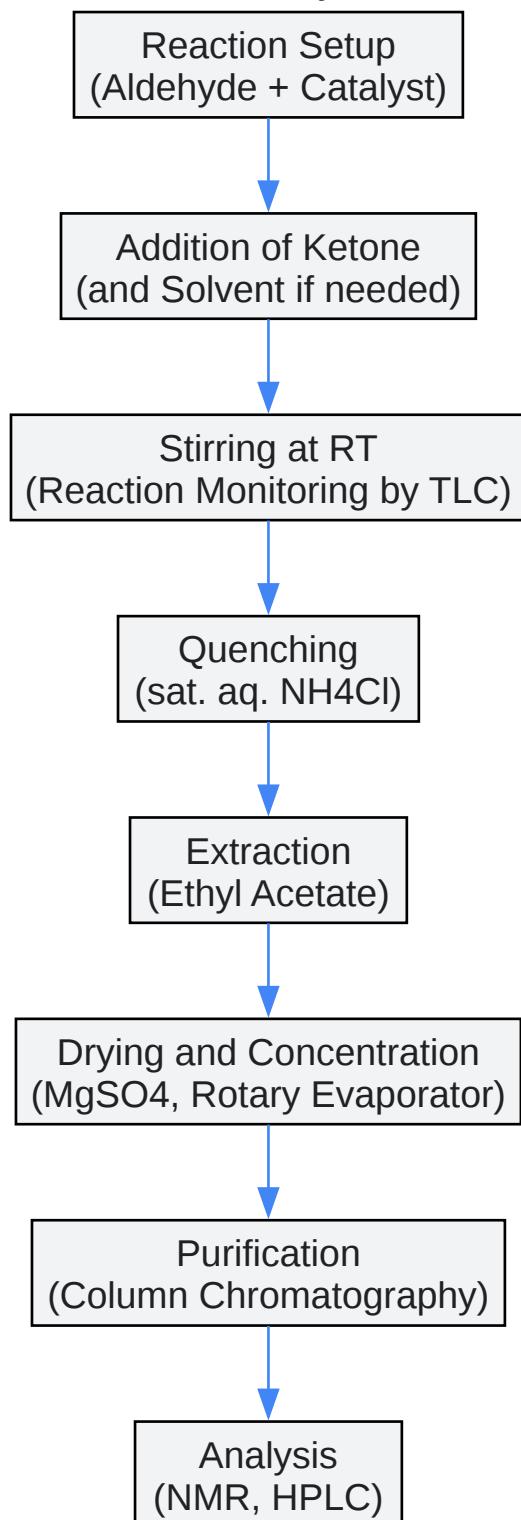 Reaction Setup
(Aldehyde + Catalyst)
Addition of Ketone
(and Solvent if needed)
Stirring at RT
(Reaction Monitoring by TLC)
Quenching
(sat. aq. NH4Cl)
Extraction
(Ethyl Acetate)
Drying and Concentration
(MgSO4, Rotary Evaporator)
Purification
(Column Chromatography)
Analysis
(NMR, HPLC)